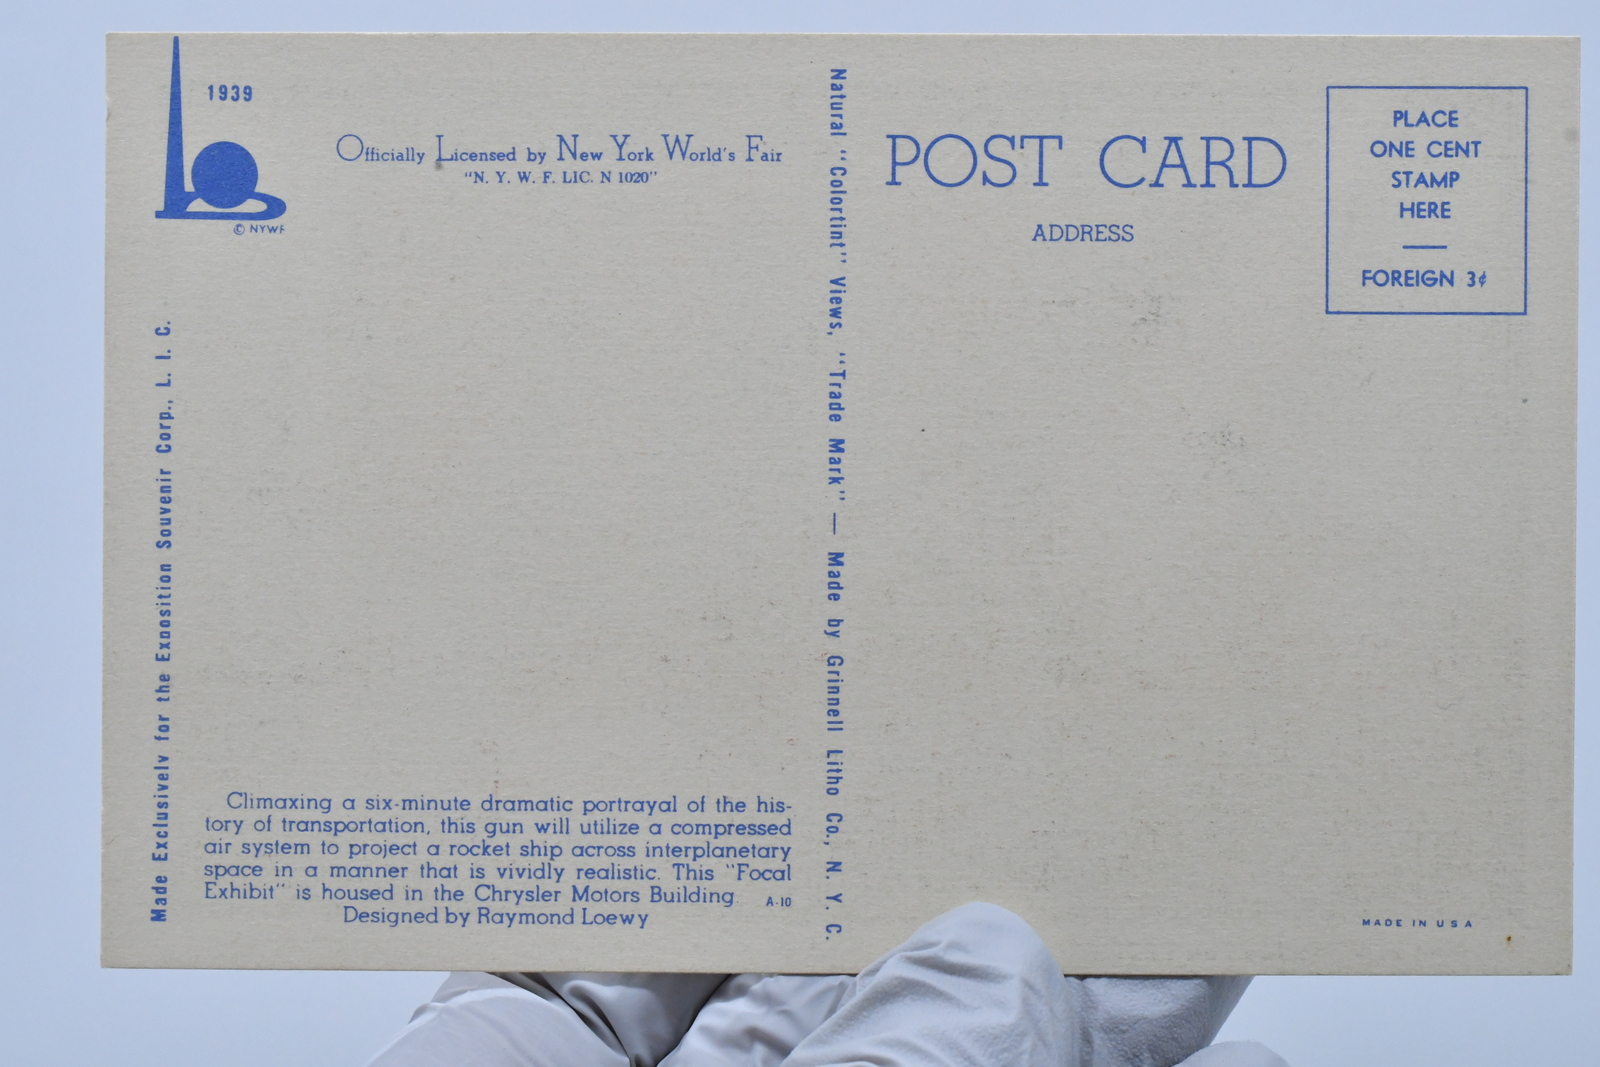 1939
© NYWF
Officially Licensed by New York World's Fair
"N. Y. W. F. LIC. N 1020"
Made Exclusively for the Exposition Souvenir Corp., L. I. C.
Climaxing a six-minute dramatic portrayal of the his-
tory of transportation, this gun will utilize a compressed
air system to project a rocket ship across interplanetary
space in a manner that is vividly realistic. This "Focal
Exhibit" is housed in the Chrysler Motors Building. A-10
Designed by Raymond Loewy
Natural "Colortint" Views, "Trade Mark" — Made by Grinnell Litho Co., N. Y. C.
POST CARD
ADDRESS
PLACE
ONE CENT
STAMP
HERE
FOREIGN 3¢
MADE IN USA